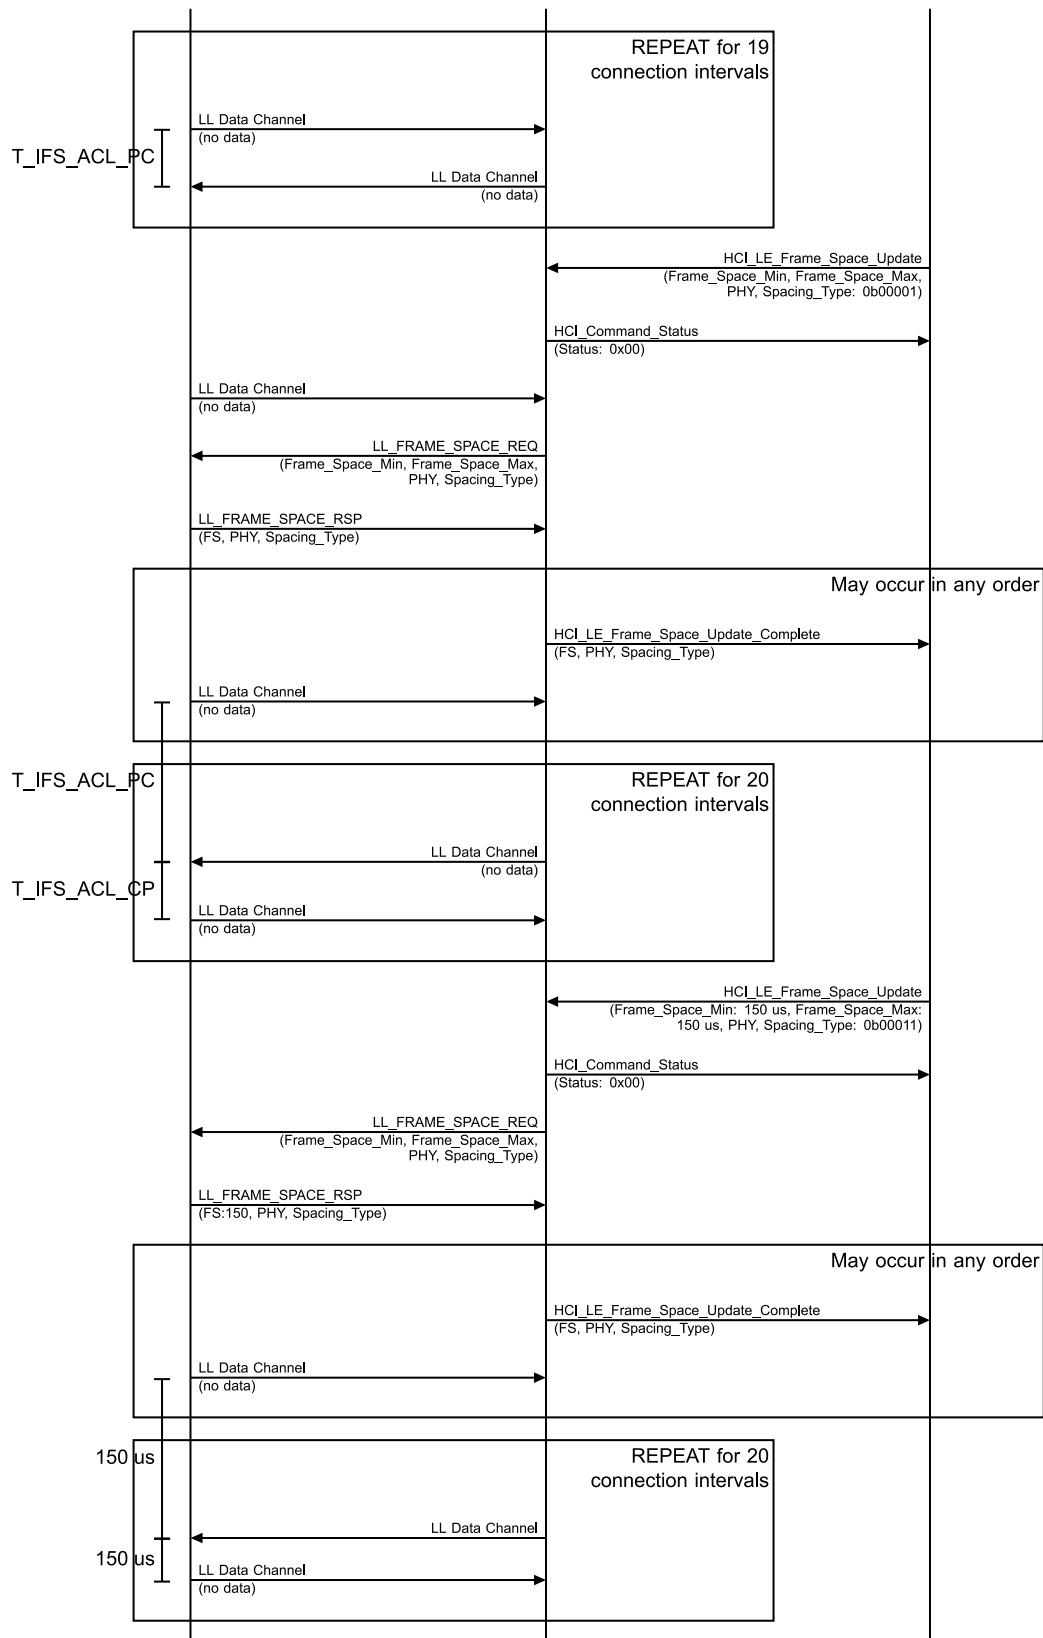 REPEAT for 19
connection intervals
LL Data Channel
(no data)
T_IFS_ACL_PC
LL Data Channel
(no data)
HCI_LE_Frame_Space_Update
(Frame_Space_Min, Frame_Space_Max,
PHY, Spacing_Type: 0b00001)
HCI_Command_Status
(Status: 0x00)
LL Data Channel
(no data)
LL_FRAME_SPACE_REQ
(Frame_Space_Min, Frame_Space_Max,
PHY, Spacing_Type)
LL_FRAME_SPACE_RSP
(FS, PHY, Spacing_Type)
May occur in any order
HCI_LE_Frame_Space_Update_Complete
(FS, PHY, Spacing_Type)
LL Data Channel
(no data)
T_IFS_ACL_PC
REPEAT for 20
connection intervals
LL Data Channel
(no data)
T_IFS_ACL_CP
LL Data Channel
(no data)
HCI_LE_Frame_Space_Update
(Frame_Space_Min: 150 us, Frame_Space_Max:
150 us, PHY, Spacing_Type: 0b00011)
HCI_Command_Status
(Status: 0x00)
LL_FRAME_SPACE_REQ
(Frame_Space_Min, Frame_Space_Max,
PHY, Spacing_Type)
LL_FRAME_SPACE_RSP
(FS:150, PHY, Spacing_Type)
May occur in any order
HCI_LE_Frame_Space_Update_Complete
(FS, PHY, Spacing_Type)
LL Data Channel
(no data)
150 us
REPEAT for 20
connection intervals
LL Data Channel
150 us
LL Data Channel
(no data)